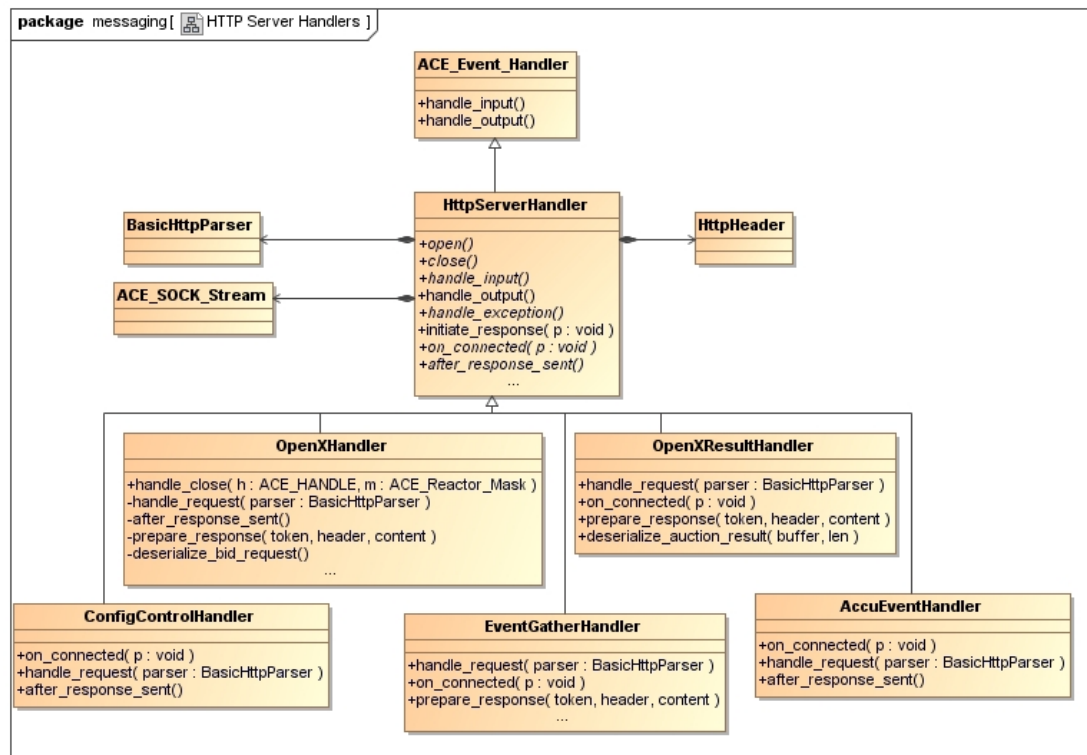 package messaging[ HTTP Server Handlers ]
ACE_Event_Handler
+handle_input()
+handle_output()
HttpServerHandler
+open()
+close()
+handle_input()
+handle_output()
+handle_exception()
+initiate_response( p : void )
+on_connected( p : void )
+after_response_sent()
...
BasicHttpParser
HttpHeader
ACE_SOCK_Stream
OpenXHandler
+handle_close( h : ACE_HANDLE, m : ACE_Reactor_Mask )
-handle_request( parser : BasicHttpParser )
-after_response_sent()
-prepare_response( token, header, content )
-deserialize_bid_request()
...
OpenXResultHandler
+handle_request( parser : BasicHttpParser )
+on_connected( p : void )
+prepare_response( token, header, content )
+deserialize_auction_result( buffer, len )
ConfigControlHandler
+on_connected( p : void )
+handle_request( parser : BasicHttpParser )
+after_response_sent()
EventGatherHandler
+handle_request( parser : BasicHttpParser )
+on_connected( p : void )
+prepare_response( token, header, content )
...
AccuEventHandler
+on_connected( p : void )
+handle_request( parser : BasicHttpParser )
+after_response_sent()